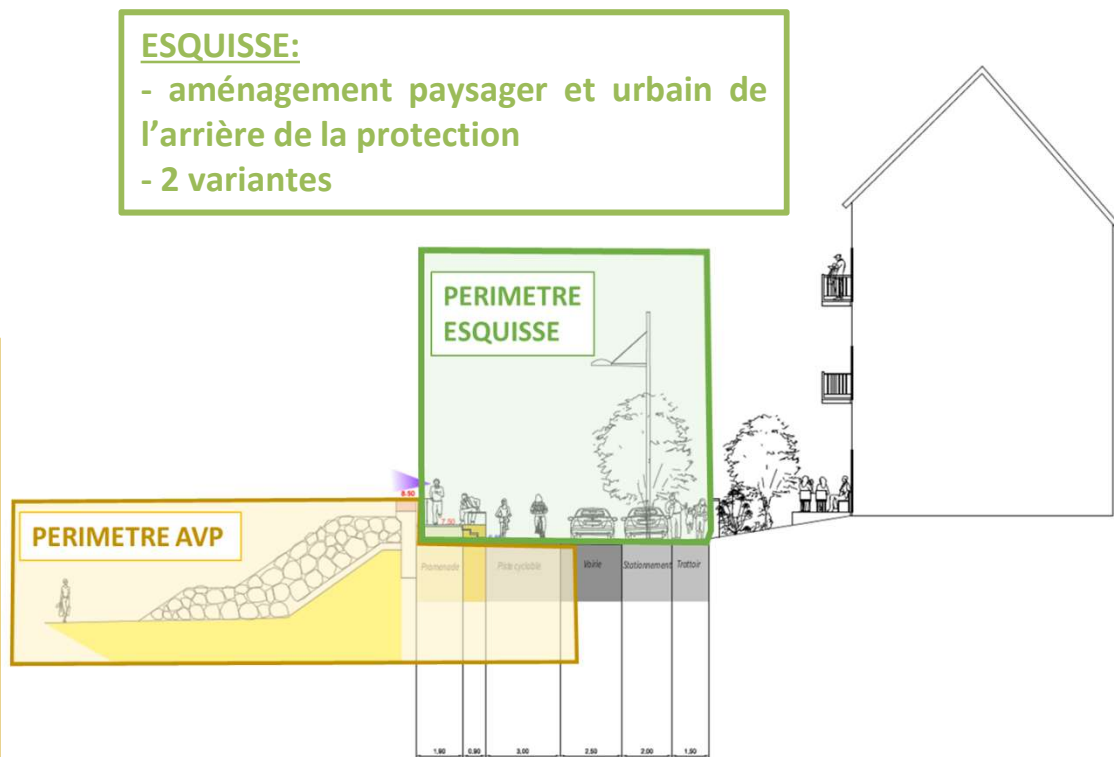 ESQUISSE:
- aménagement paysager et urbain de
l’arrière de la protection
- 2 variantes
PERIMETRE
ESQUISSE
8.50
7.50
PERIMETRE AVP
Promenade
Piste cyclable
Voirie
Stationnement
Trottoir
1,90
0,90
3,00
2,50
2,00
1,50